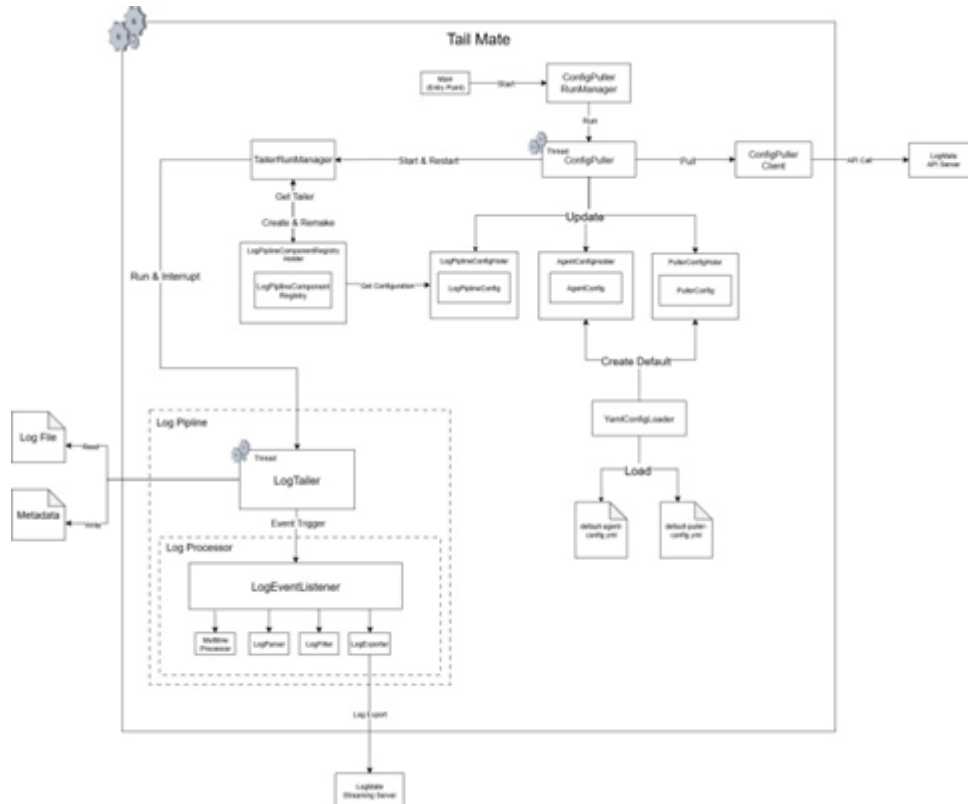 Tail Mate
Main
(Entry Point)
Start
ConfigPuller
RunManager
Run
TailerRunManager
Start & Restart
Thread
ConfigPuller
Pull
ConfigPuller
Client
API Call
LogMate
API Server
Get Tailer
Create & Remake
Update
LogPiplineComponentRegistry
Holder
LogPiplineComponent
Registry
Get Configuration
LogPiplineConfigHolder
LogPiplineConfig
AgentConfigHolder
AgentConfig
PullerConfigHolder
PullerConfig
Run & Interrupt
Create Default
YamlConfigLoader
Load
default-agent-
config.yml
default-puller-
config.yml
Log Pipline
Log File
Read
Thread
LogTailer
Metadata
Write
Event Trigger
Log Processor
LogEventListener
Multiline
Processor
LogParser
LogFilter
LogExporter
Log Export
LogMate
Streaming Server